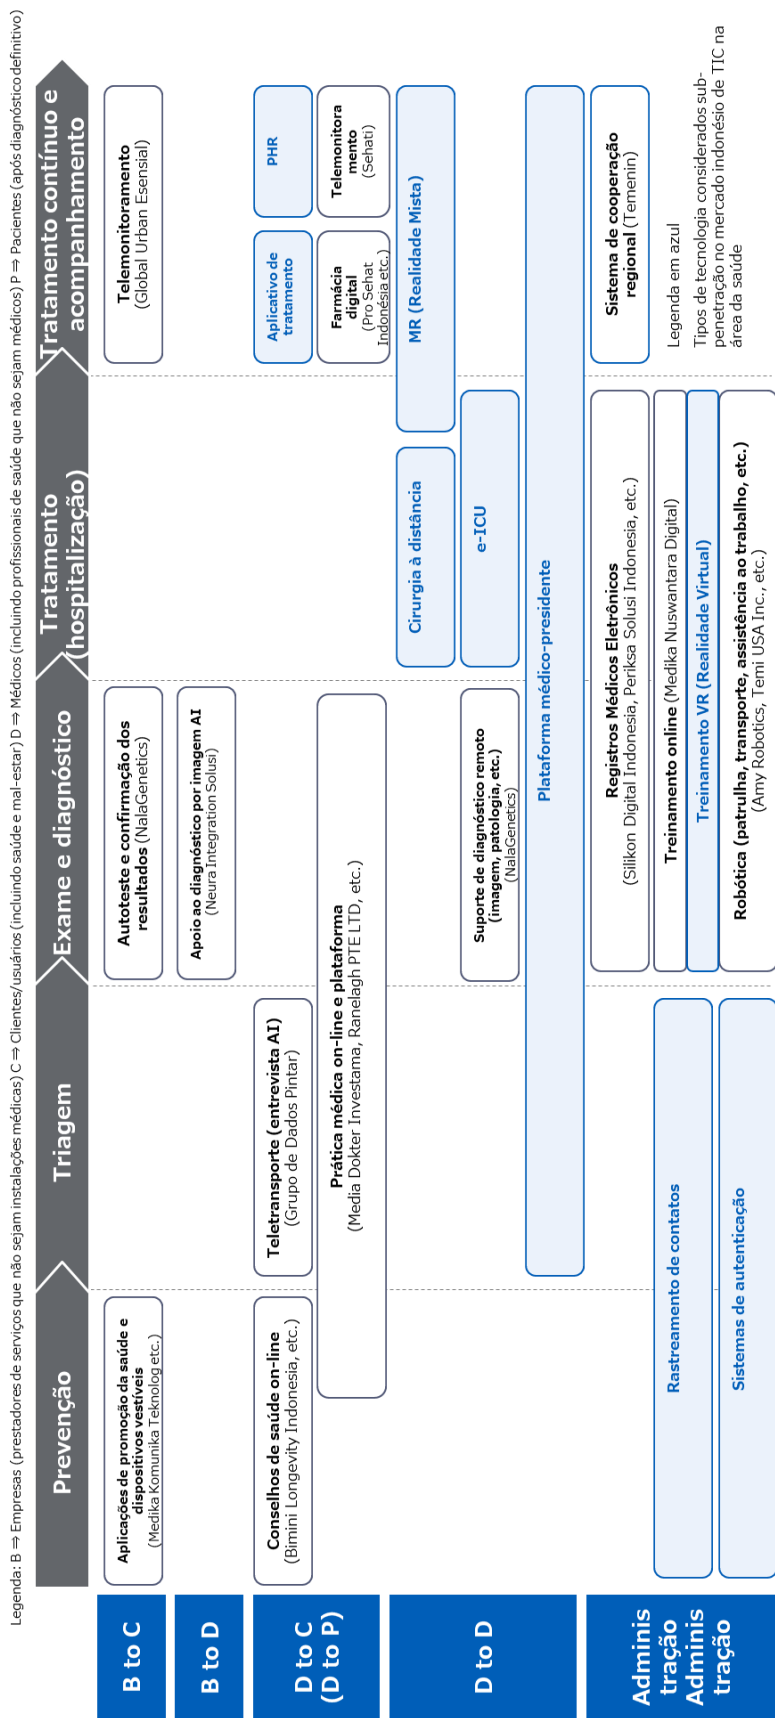 Legenda: B ⇒ Empresas (prestadores de serviços que não sejam instalações médicas) C ⇒ Clientes/usuários (incluindo saúde e mal-estar) D ⇒ Médicos (incluindo profissionais de saúde que não sejam médicos) P ⇒ Pacientes (após diagnóstico definitivo)
Prevenção
Triagem
Exame e diagnóstico
Tratamento
(hospitalização)
Tratamento contínuo e
acompanhamento
B to C
Aplicações de promoção da saúde e
dispositivos vestíveis
(Medika Komunika Teknolog etc.)
Autoteste e confirmação dos
resultados (NalaGenetics)
Telemonitoramento
(Global Urban Esensial)
B to D
Apoio ao diagnóstico por imagem AI
(Neura Integration Solusi)
D to C
(D to P)
Conselhos de saúde on-line
(Bimini Longevity Indonesia, etc.)
Teletransporte (entrevista AI)
(Grupo de Dados Pintar)
Aplicativo de
tratamento
PHR
Prática médica on-line e plataforma
(Media Dokter Investama, Ranelagh PTE LTD, etc.)
Farmácia
digital
(Pro Sehat
Indonésia etc.)
Telemonitora
mento
(Sehati)
D to D
Cirurgia à distância
MR (Realidade Mista)
Suporte de diagnóstico remoto
(imagem, patologia, etc.)
(NalaGenetics)
e-ICU
Plataforma médico-presidente
Adminis
tração
Adminis
tração
Registros Médicos Eletrônicos
(Silikon Digital Indonesia, Periksa Solusi Indonesia, etc.)
Sistema de cooperação
regional (Temenin)
Rastreamento de contatos
Treinamento online (Medika Nuswantara Digital)
Treinamento VR (Realidade Virtual)
Sistemas de autenticação
Robótica (patrulha, transporte, assistência ao trabalho, etc.)
(Amy Robotics, Temi USA Inc., etc.)
Legenda em azul
Tipos de tecnologia considerados sub-
penetração no mercado indonésio de TIC na
área da saúde